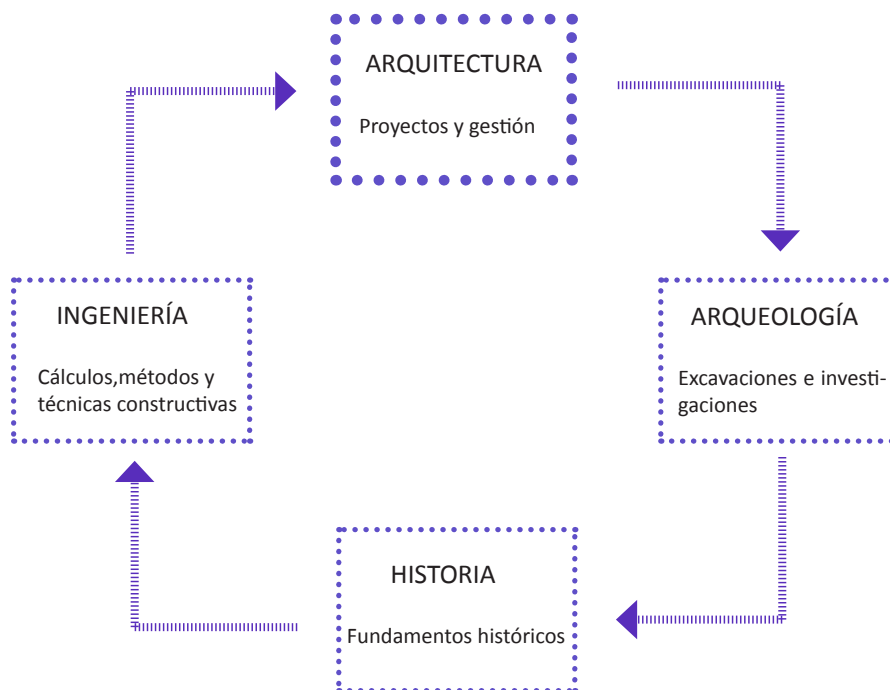 ARQUITECTURA
Proyectos y gestión
INGENIERÍA
Cálculos,métodos y
técnicas constructivas
ARQUEOLOGÍA
Excavaciones e investi-
gaciones
HISTORIA
Fundamentos históricos